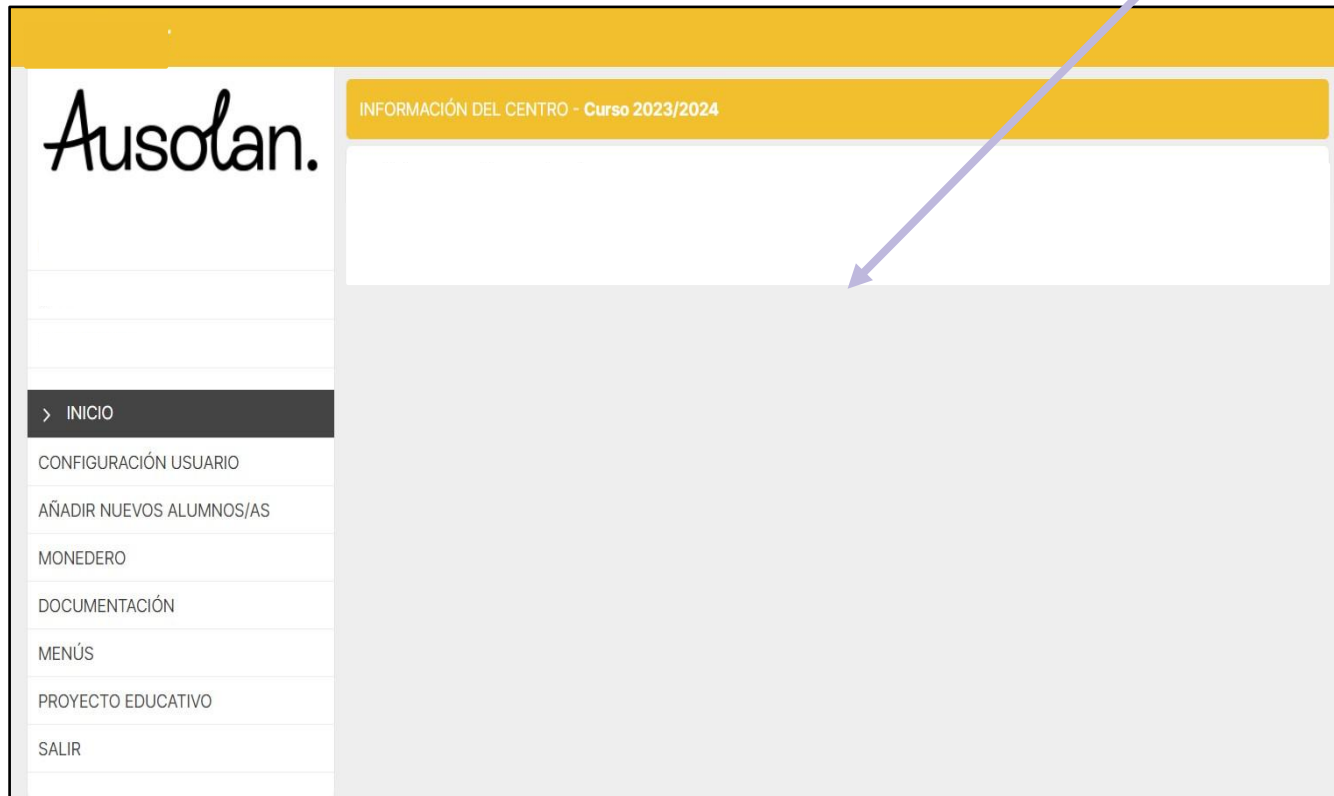 Ausolan.
INFORMACIÓN DEL CENTRO - Curso 2023/2024
> INICIO
CONFIGURACIÓN USUARIO
AÑADIR NUEVOS ALUMNOS/AS
MONEDERO
DOCUMENTACIÓN
MENÚS
PROYECTO EDUCATIVO
SALIR